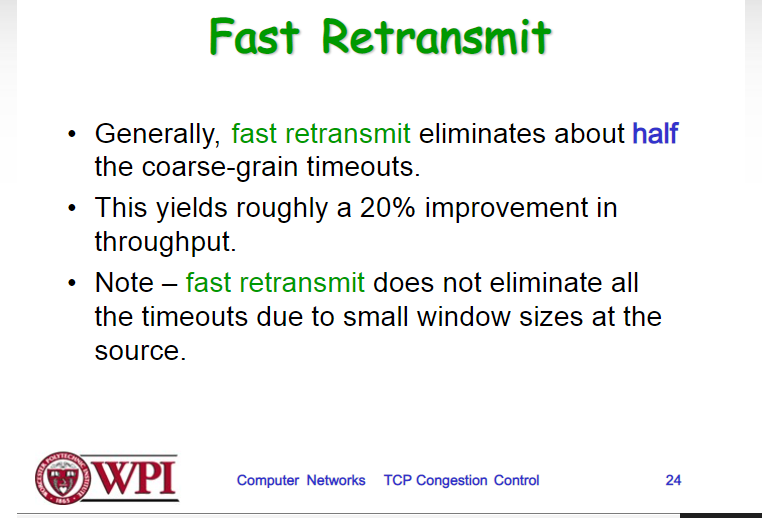 Fast Retransmit
• Generally, fast retransmit eliminates about half
the coarse-grain timeouts.
• This yields roughly a 20% improvement in
throughput.
• Note – fast retransmit does not eliminate all
the timeouts due to small window sizes at the
source.
WPI
Computer Networks TCP Congestion Control 24